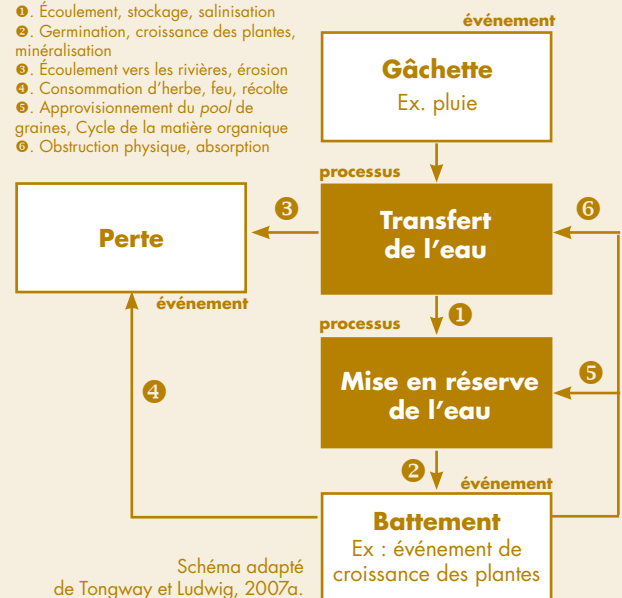 ❶. Écoulement, stockage, salinisation
❷. Germination, croissance des plantes,
minéralisation
❸. Écoulement vers les rivières, érosion
❹. Consommation d’herbe, feu, récolte
❺. Approvisionnement du pool de
graines, Cycle de la matière organique
❻. Obstruction physique, absorption
événement
Gâchette
Ex. pluie
processus
❸
❻
Perte
Transfert
de l’eau
événement
❶
processus
❹
❺
Mise en réserve
de l’eau
❷
événement
Battement
Ex : événement de
croissance des plantes
Schéma adapté
de Tongway et Ludwig, 2007a.